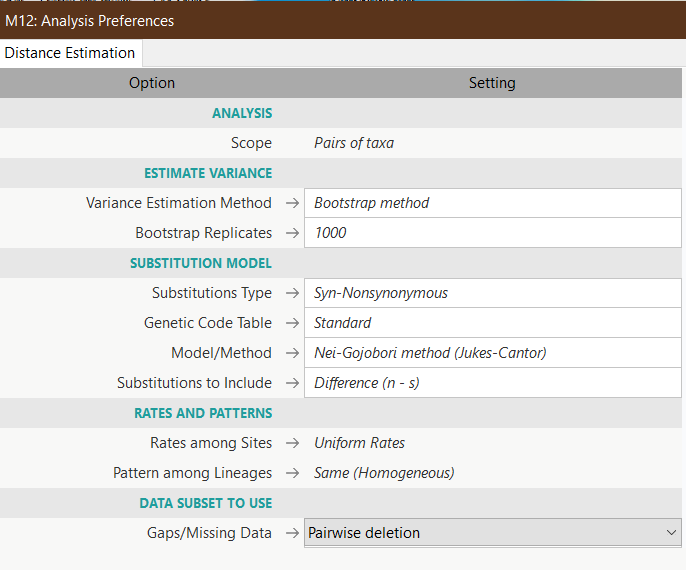 M12: Analysis Preferences
Distance Estimation
Option Setting
ANALYSIS
Scope Pairs of taxa
ESTIMATE VARIANCE
Variance Estimation Method → Bootstrap method
Bootstrap Replicates → 1000
SUBSTITUTION MODEL
Substitutions Type → Syn-Nonsynonymous
Genetic Code Table → Standard
Model/Method → Nei-Gojobori method (Jukes-Cantor)
Substitutions to Include → Difference (n - s)
RATES AND PATTERNS
Rates among Sites → Uniform Rates
Pattern among Lineages → Same (Homogeneous)
DATA SUBSET TO USE
Gaps/Missing Data → Pairwise deletion